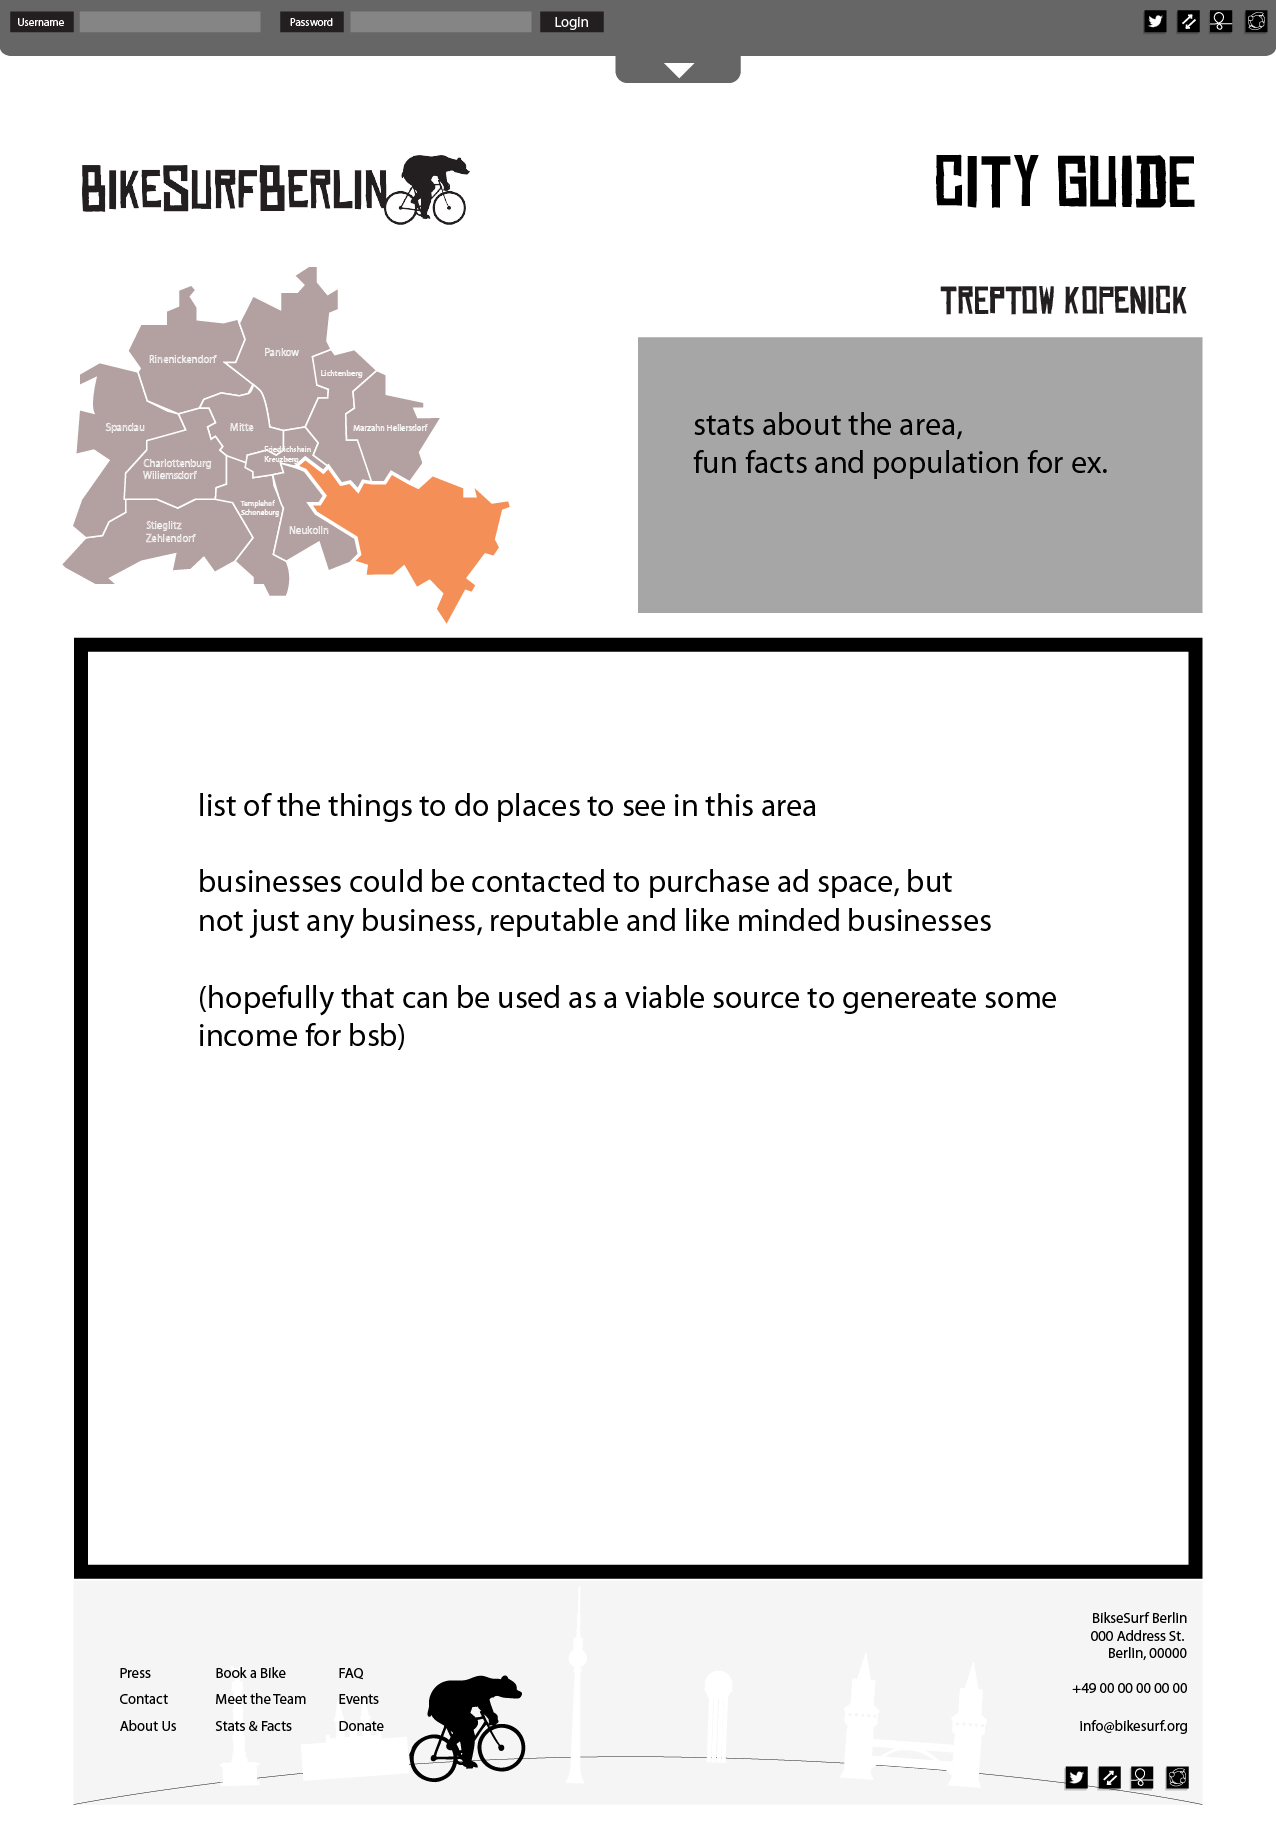 Username
Password
Login
BikeSurfBerlin
City Guide
Treptow Kopenick
Rinenickendorf
Pankow
Lichtenberg
Spandau
Mitte
Marzahn Hellersdorf
Friedrichshain
Kreuzberg
Charlottenburg
Willemsdorf
Templehof
Schoneburg
Stieglitz
Zehlendorf
Neukolln
stats about the area,
fun facts and population for ex.
list of the things to do places to see in this area
businesses could be contacted to purchase ad space, but
not just any business, reputable and like minded businesses
(hopefully that can be used as a viable source to genereate some
income for bsb)
Press
Contact
About Us
Book a Bike
Meet the Team
Stats & Facts
FAQ
Events
Donate
BikseSurf Berlin
000 Address St.
Berlin, 00000
+49 00 00 00 00 00
info@bikesurf.org